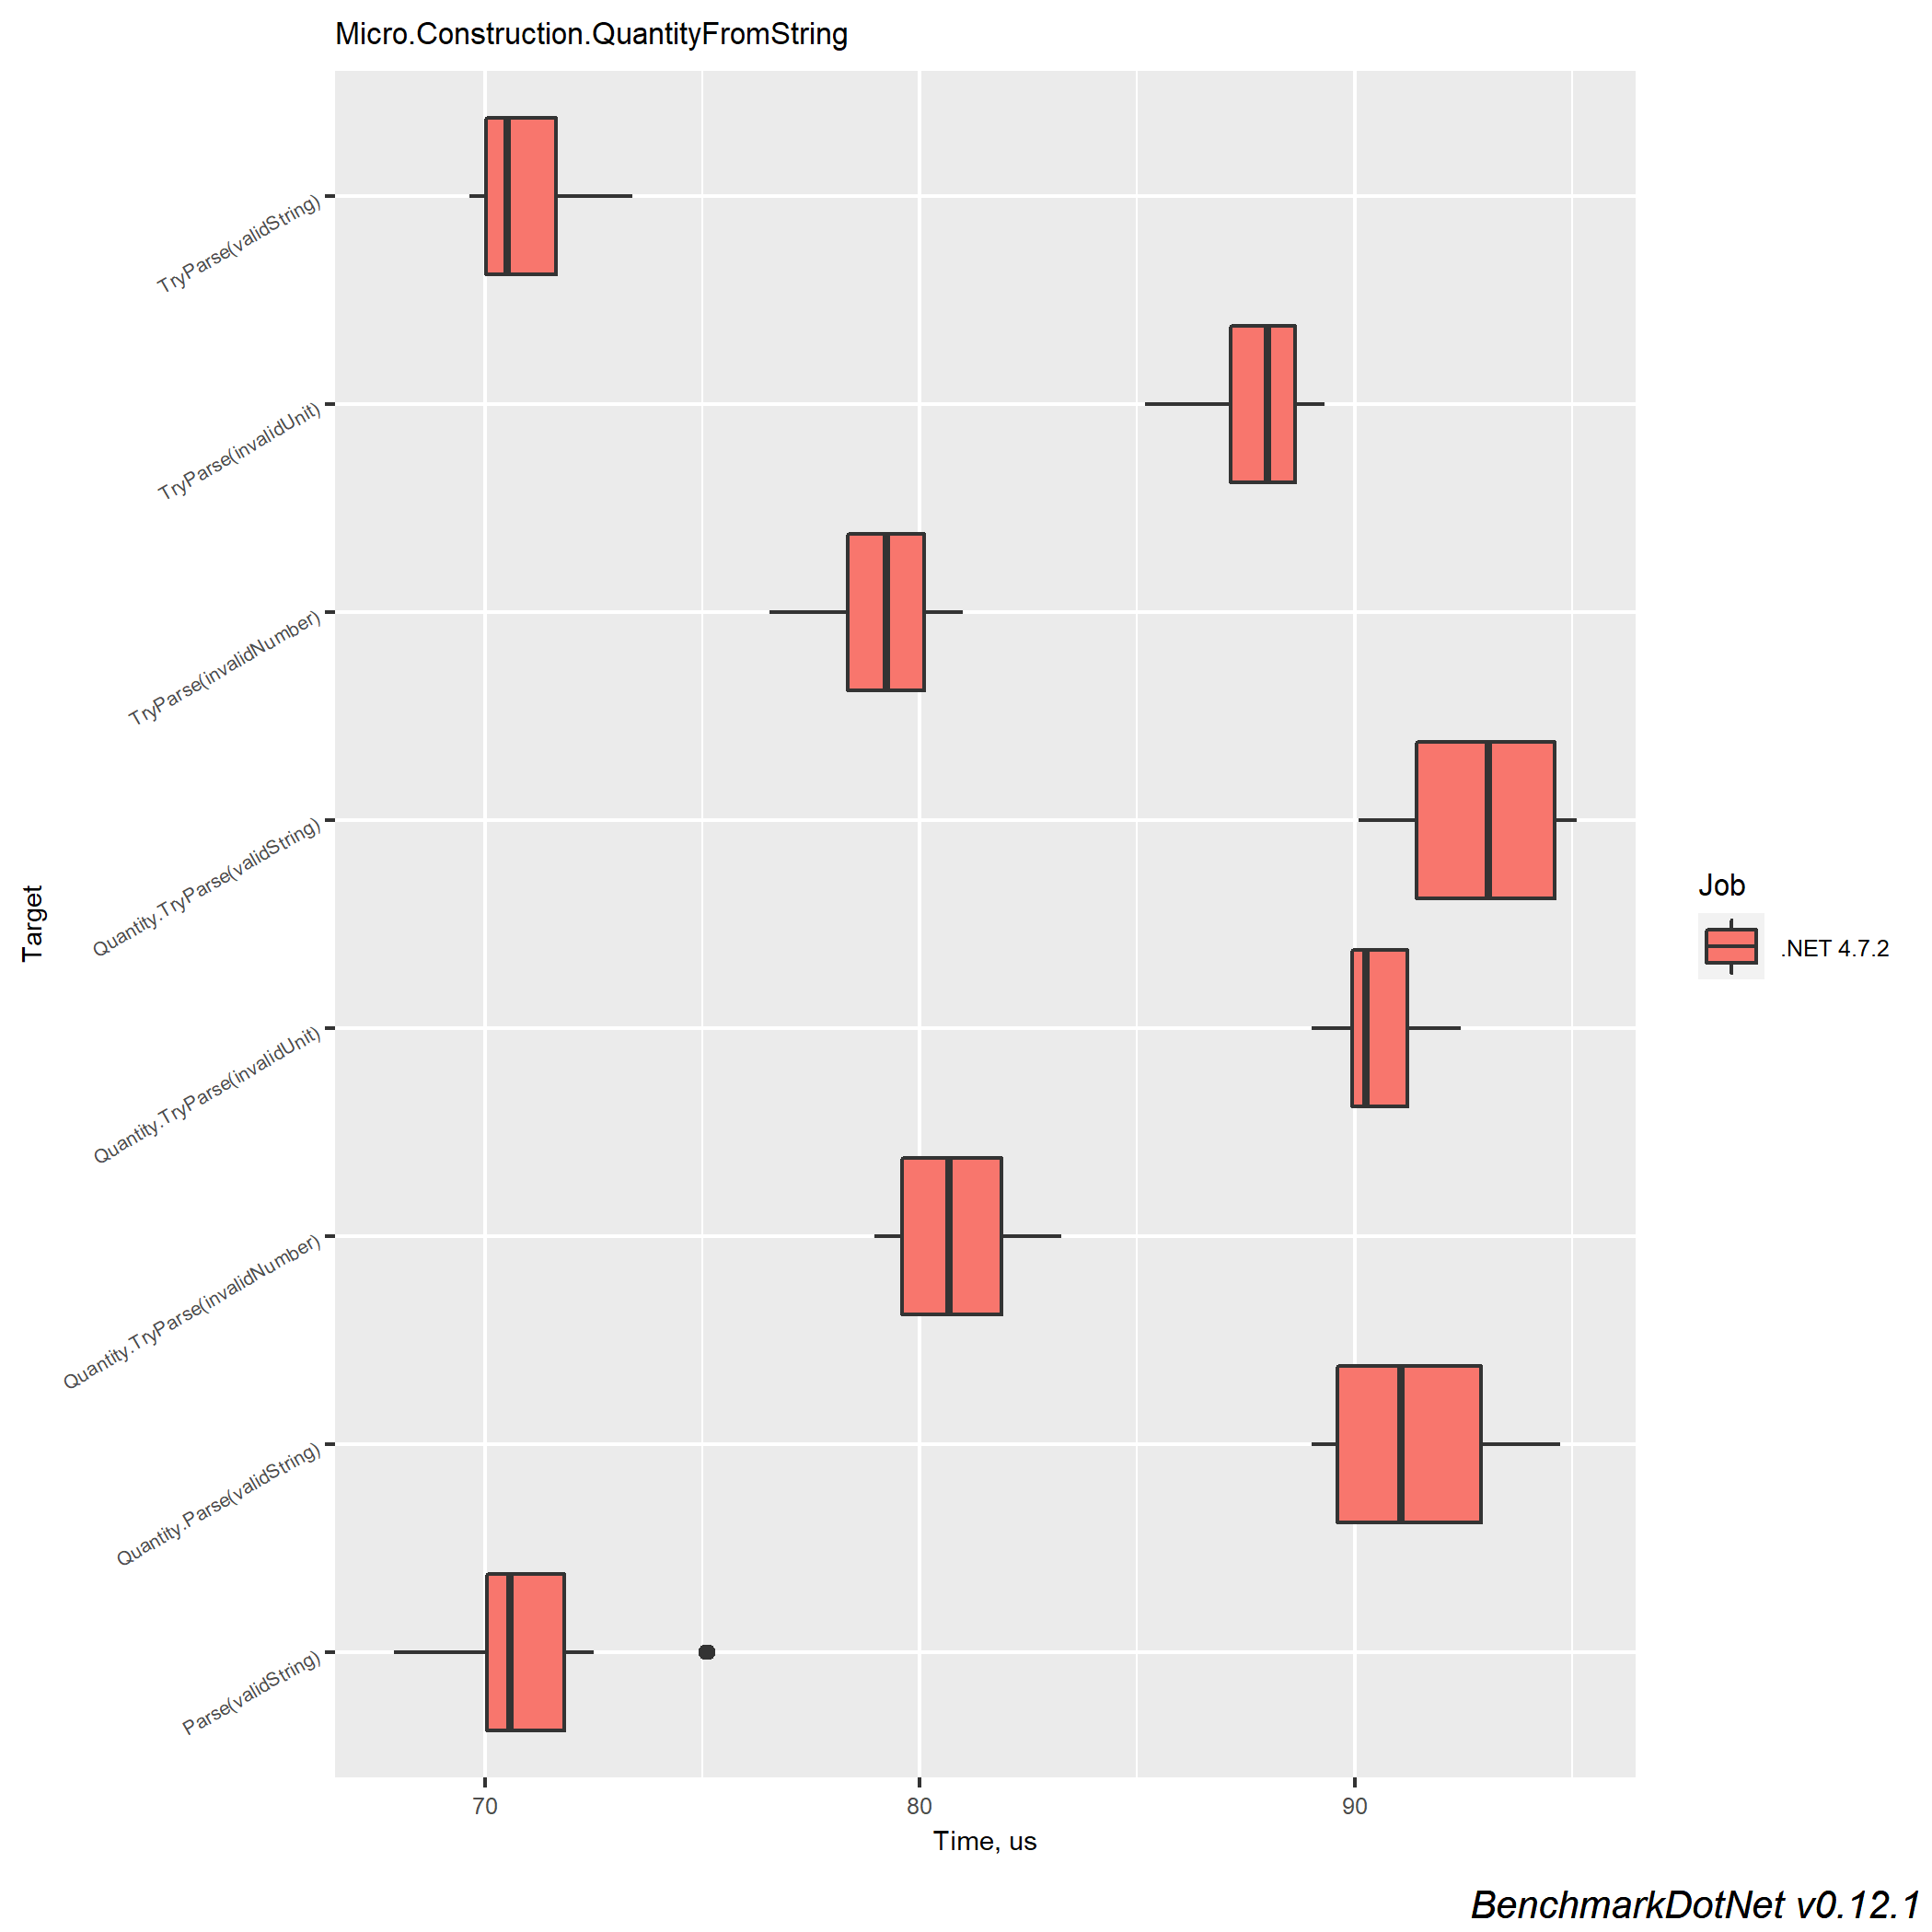 Micro.Construction.QuantityFromString
TryParse(validString)
TryParse(invalidUnit)
TryParse(invalidNumber)
Quantity.TryParse(validString)
Quantity.TryParse(invalidUnit)
Quantity.TryParse(invalidNumber)
Quantity.Parse(validString)
Parse(validString)
Target
70 80 90
Time, us
Job
.NET 4.7.2
BenchmarkDotNet v0.12.1